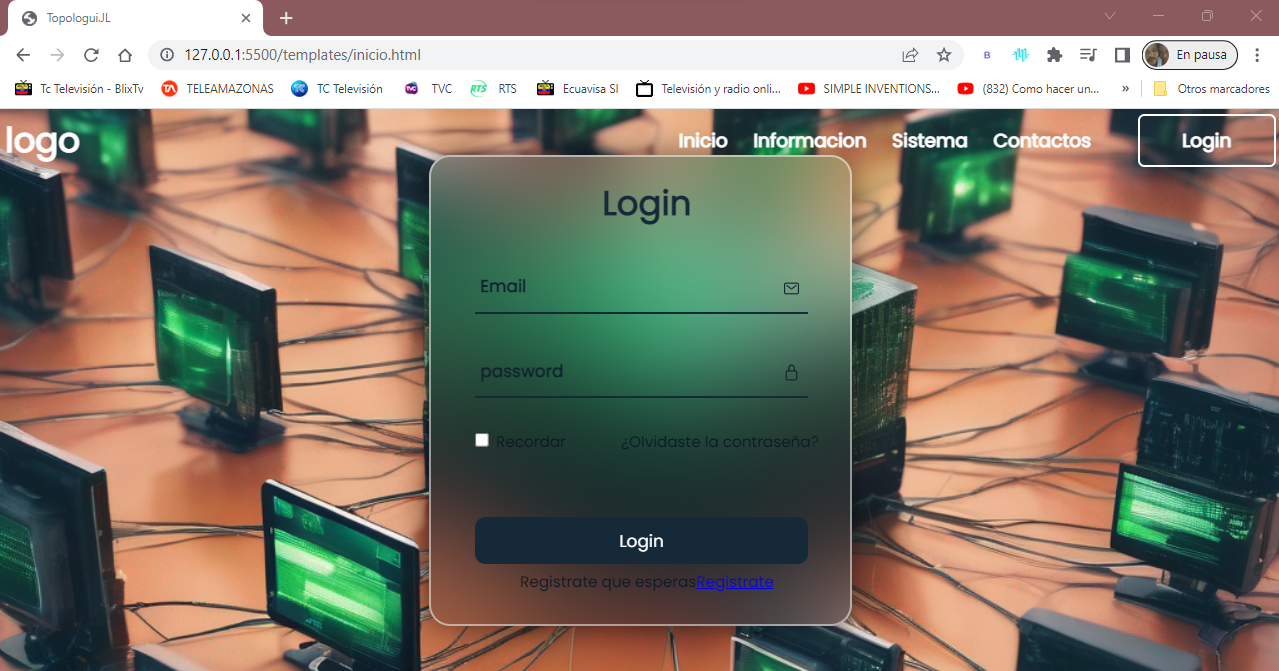 TopologuiJL
127.0.0.1:5500/templates/inicio.html
En pausa
Tc Televisión - BlixTv TELEAMAZONAS TC Televisión TVC RTS Ecuavisa SI Televisión y radio onli... SIMPLE INVENTIONS... (832) Como hacer un... » Otros marcadores
logo Inicio Informacion Sistema Contactos Login
Login
Email
password
Recordar ¿Olvidaste la contraseña?
Login
Registrate que esperasRegistrate